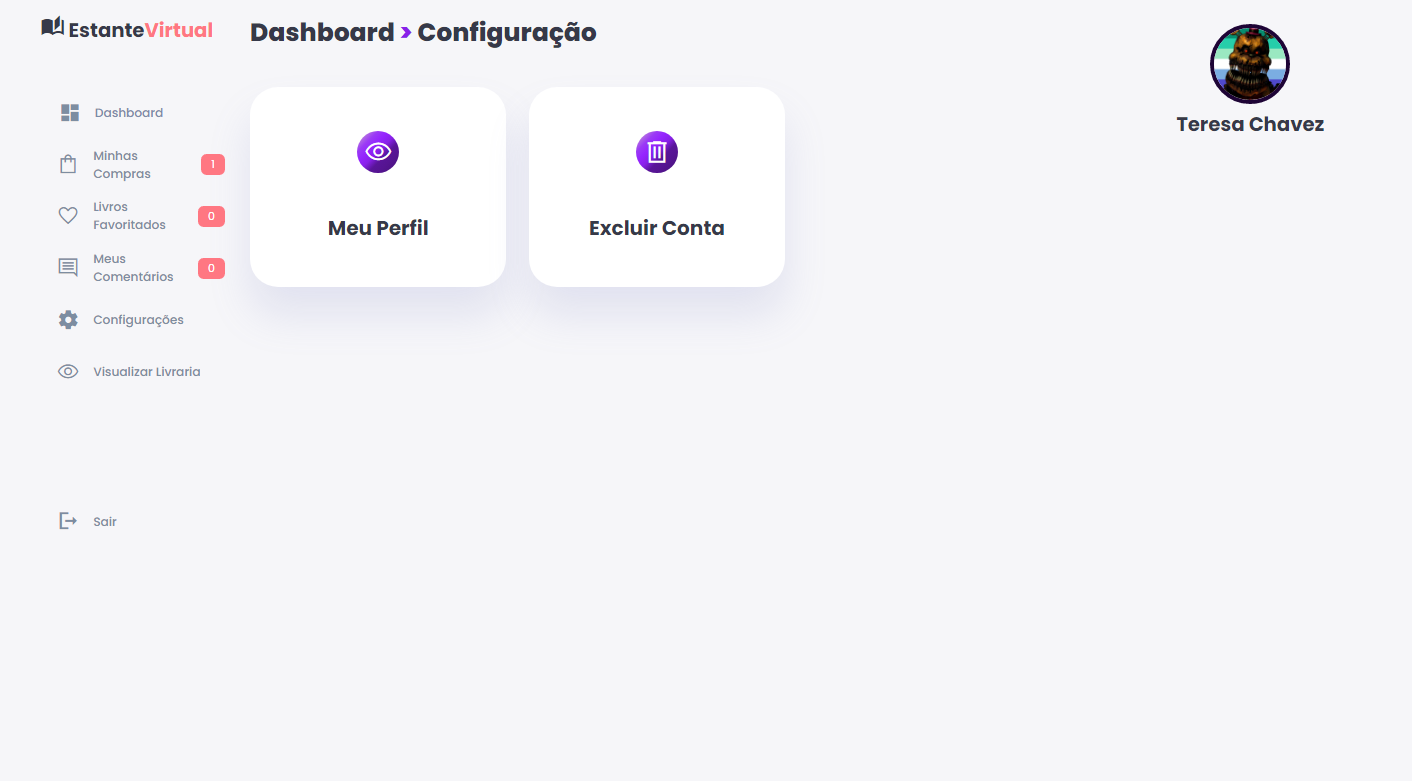 EstanteVirtual
Dashboard › Configuração
Teresa Chavez
Dashboard
Minhas
Compras
1
Livros
Favoritados
0
Meus
Comentários
0
Configurações
Visualizar Livraria
Sair
Meu Perfil
Excluir Conta